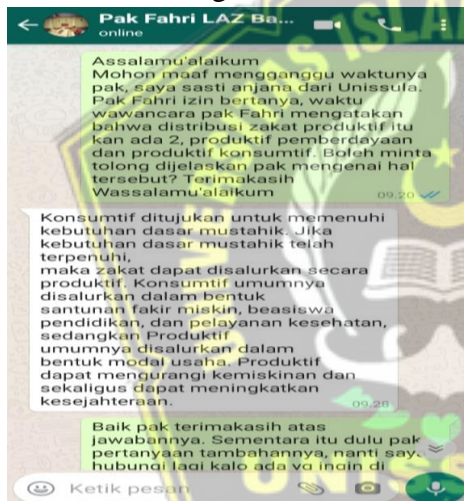 Pak Fahri LAZ Ba...
online
Assalamu'alaikum
Mohon maaf mengganggu waktunya
pak, saya sasti anjana dari Unissula.
Pak Fahri izin bertanya, waktu
wawancara pak Fahri mengatakan
bahwa distribusi zakat produktif itu
kan ada 2, produktif pemberdayaan
dan produktif konsumtif. Boleh minta
tolong dijelaskan pak mengenai hal
tersebut? Terimakasih
Wassalamu'alaikum
09.20
Konsumtif ditujukan untuk memenuhi
kebutuhan dasar mustahik. Jika
kebutuhan dasar mustahik telah
terpenuhi,
maka zakat dapat disalurkan secara
produktif. Konsumtif umumnya
disalurkan dalam bentuk
santunan fakir miskin, beasiswa
pendidikan, dan pelayanan kesehatan,
sedangkan Produktif
umumnya disalurkan dalam
bentuk modal usaha. Produktif
dapat mengurangi kemiskinan dan
sekaligus dapat meningkatkan
kesejahteraan.
09.28
Baik pak terimakasih atas
jawabannya. Sementara itu dulu pak
pertanyaan tambahannya, nanti saya
hubungi lagi kalo ada yg ingin di
Ketik pesan